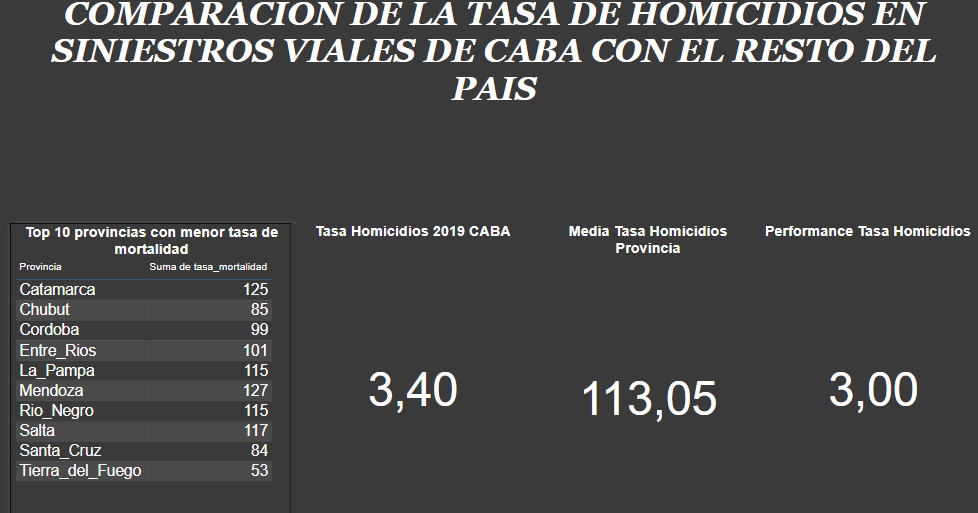 COMPARACION DE LA TASA DE HOMICIDIOS EN
SINIESTROS VIALES DE CABA CON EL RESTO DEL
PAIS
Top 10 provincias con menor tasa de
mortalidad
Provincia Suma de tasa_mortalidad
Catamarca 125
Chubut 85
Cordoba 99
Entre_Rios 101
La_Pampa 115
Mendoza 127
Rio_Negro 115
Salta 117
Santa_Cruz 84
Tierra_del_Fuego 53
Tasa Homicidios 2019 CABA
3,40
Media Tasa Homicidios
Provincia
113,05
Performance Tasa Homicidios
3,00